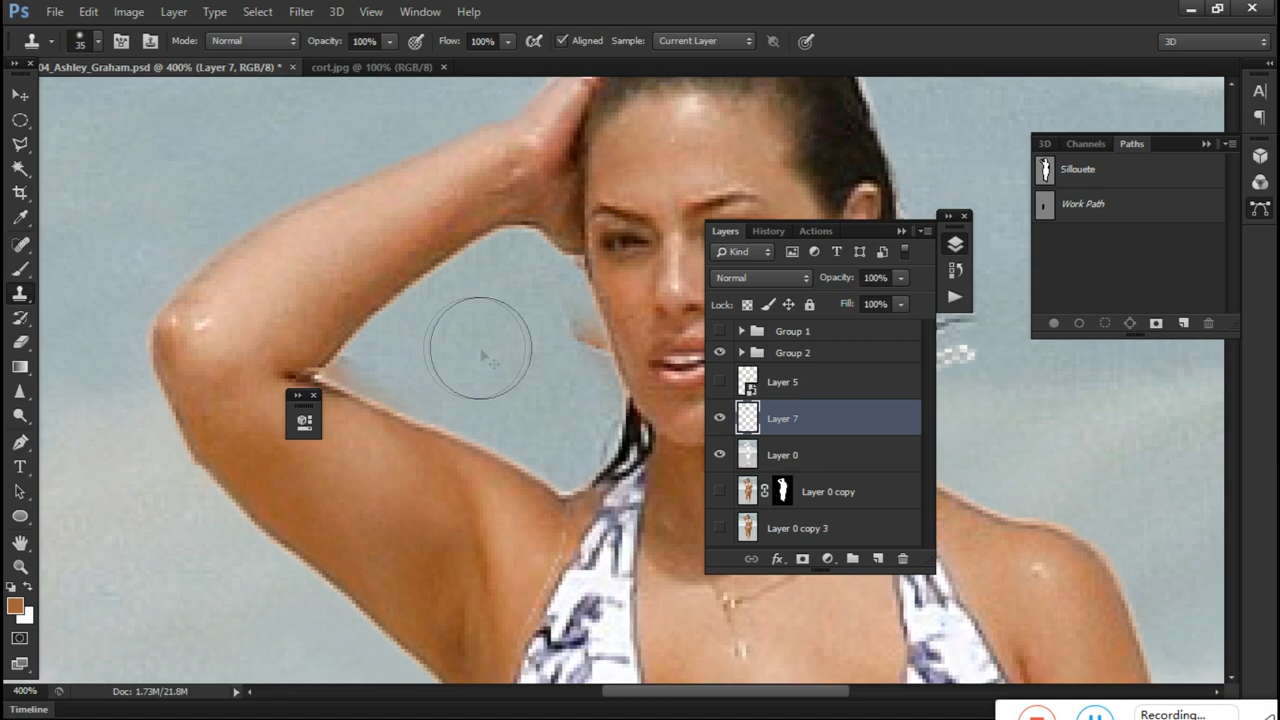 Ps File Edit Image Layer Type Select Filter 3D View Window Help
35 Mode: Normal Opacity: 100% Flow: 100% Aligned Sample: Current Layer 3D
04_Ashley_Graham.psd @ 400% (Layer 7, RGB/8) * × cort.jpg @ 100% (RGB/8) ×
3D Channels Paths
Sillouete
Work Path
Layers History Actions
Kind
Normal Opacity: 100%
Lock: Fill: 100%
Group 1
Group 2
Layer 5
Layer 7
Layer 0
Layer 0 copy
Layer 0 copy 3
fx
400% Doc: 1.73M/21.8M
Timeline
Recording...